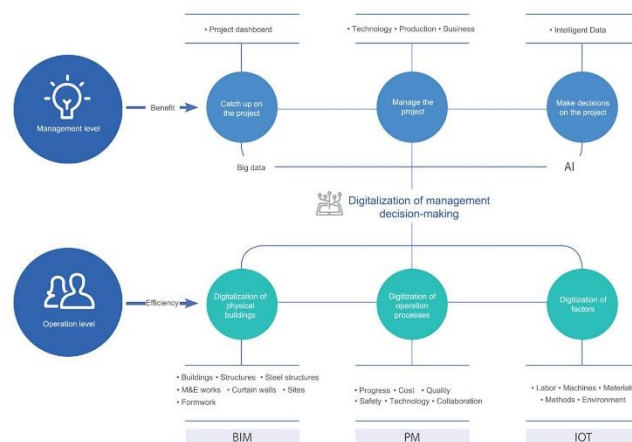 • Project dashboard
• Technology • Production • Business
• Intelligent Data
Management level
Benefit
Catch up on
the project
Manage the
project
Make decisions
on the project
Big data
AI
Digitalization of management
decision-making
Operation level
Efficiency
Digitalization of
physical
buildings
Digitization of
operation
processes
Digitization of
factors
• Buildings • Structures • Steel structures
• M&E works • Curtain walls • Sites
• Formwork
• Progress • Cost • Quality
• Safety • Technology • Collaboration
• Labor • Machines • Materials
• Methods • Environment
BIM
PM
IOT